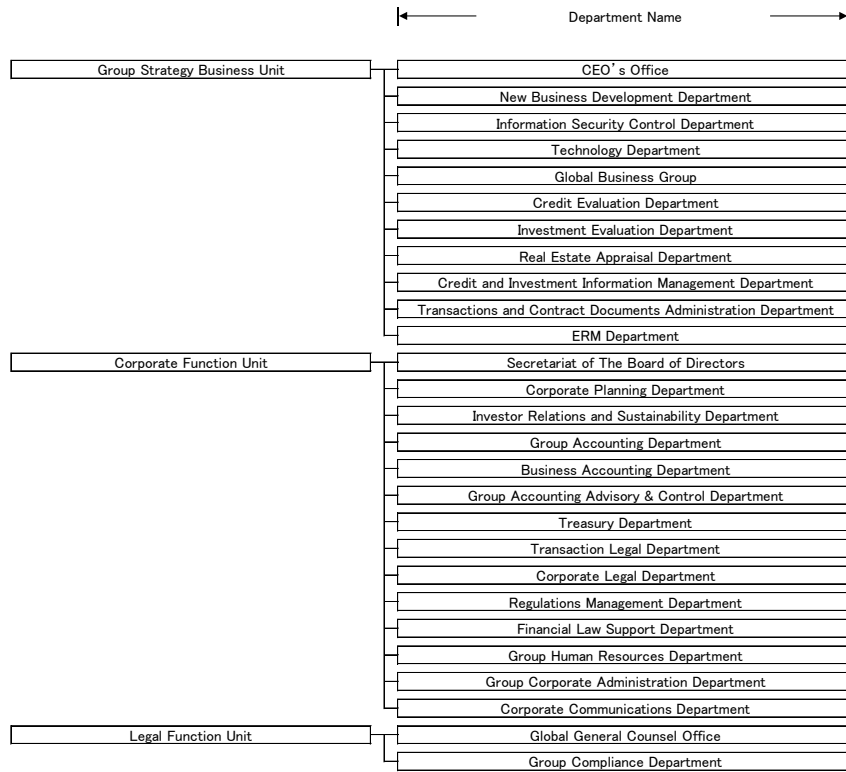 Department Name
Group Strategy Business Unit
CEO’s Office
New Business Development Department
Information Security Control Department
Technology Department
Global Business Group
Credit Evaluation Department
Investment Evaluation Department
Real Estate Appraisal Department
Credit and Investment Information Management Department
Transactions and Contract Documents Administration Department
ERM Department
Corporate Function Unit
Secretariat of The Board of Directors
Corporate Planning Department
Investor Relations and Sustainability Department
Group Accounting Department
Business Accounting Department
Group Accounting Advisory & Control Department
Treasury Department
Transaction Legal Department
Corporate Legal Department
Regulations Management Department
Financial Law Support Department
Group Human Resources Department
Group Corporate Administration Department
Corporate Communications Department
Legal Function Unit
Global General Counsel Office
Group Compliance Department